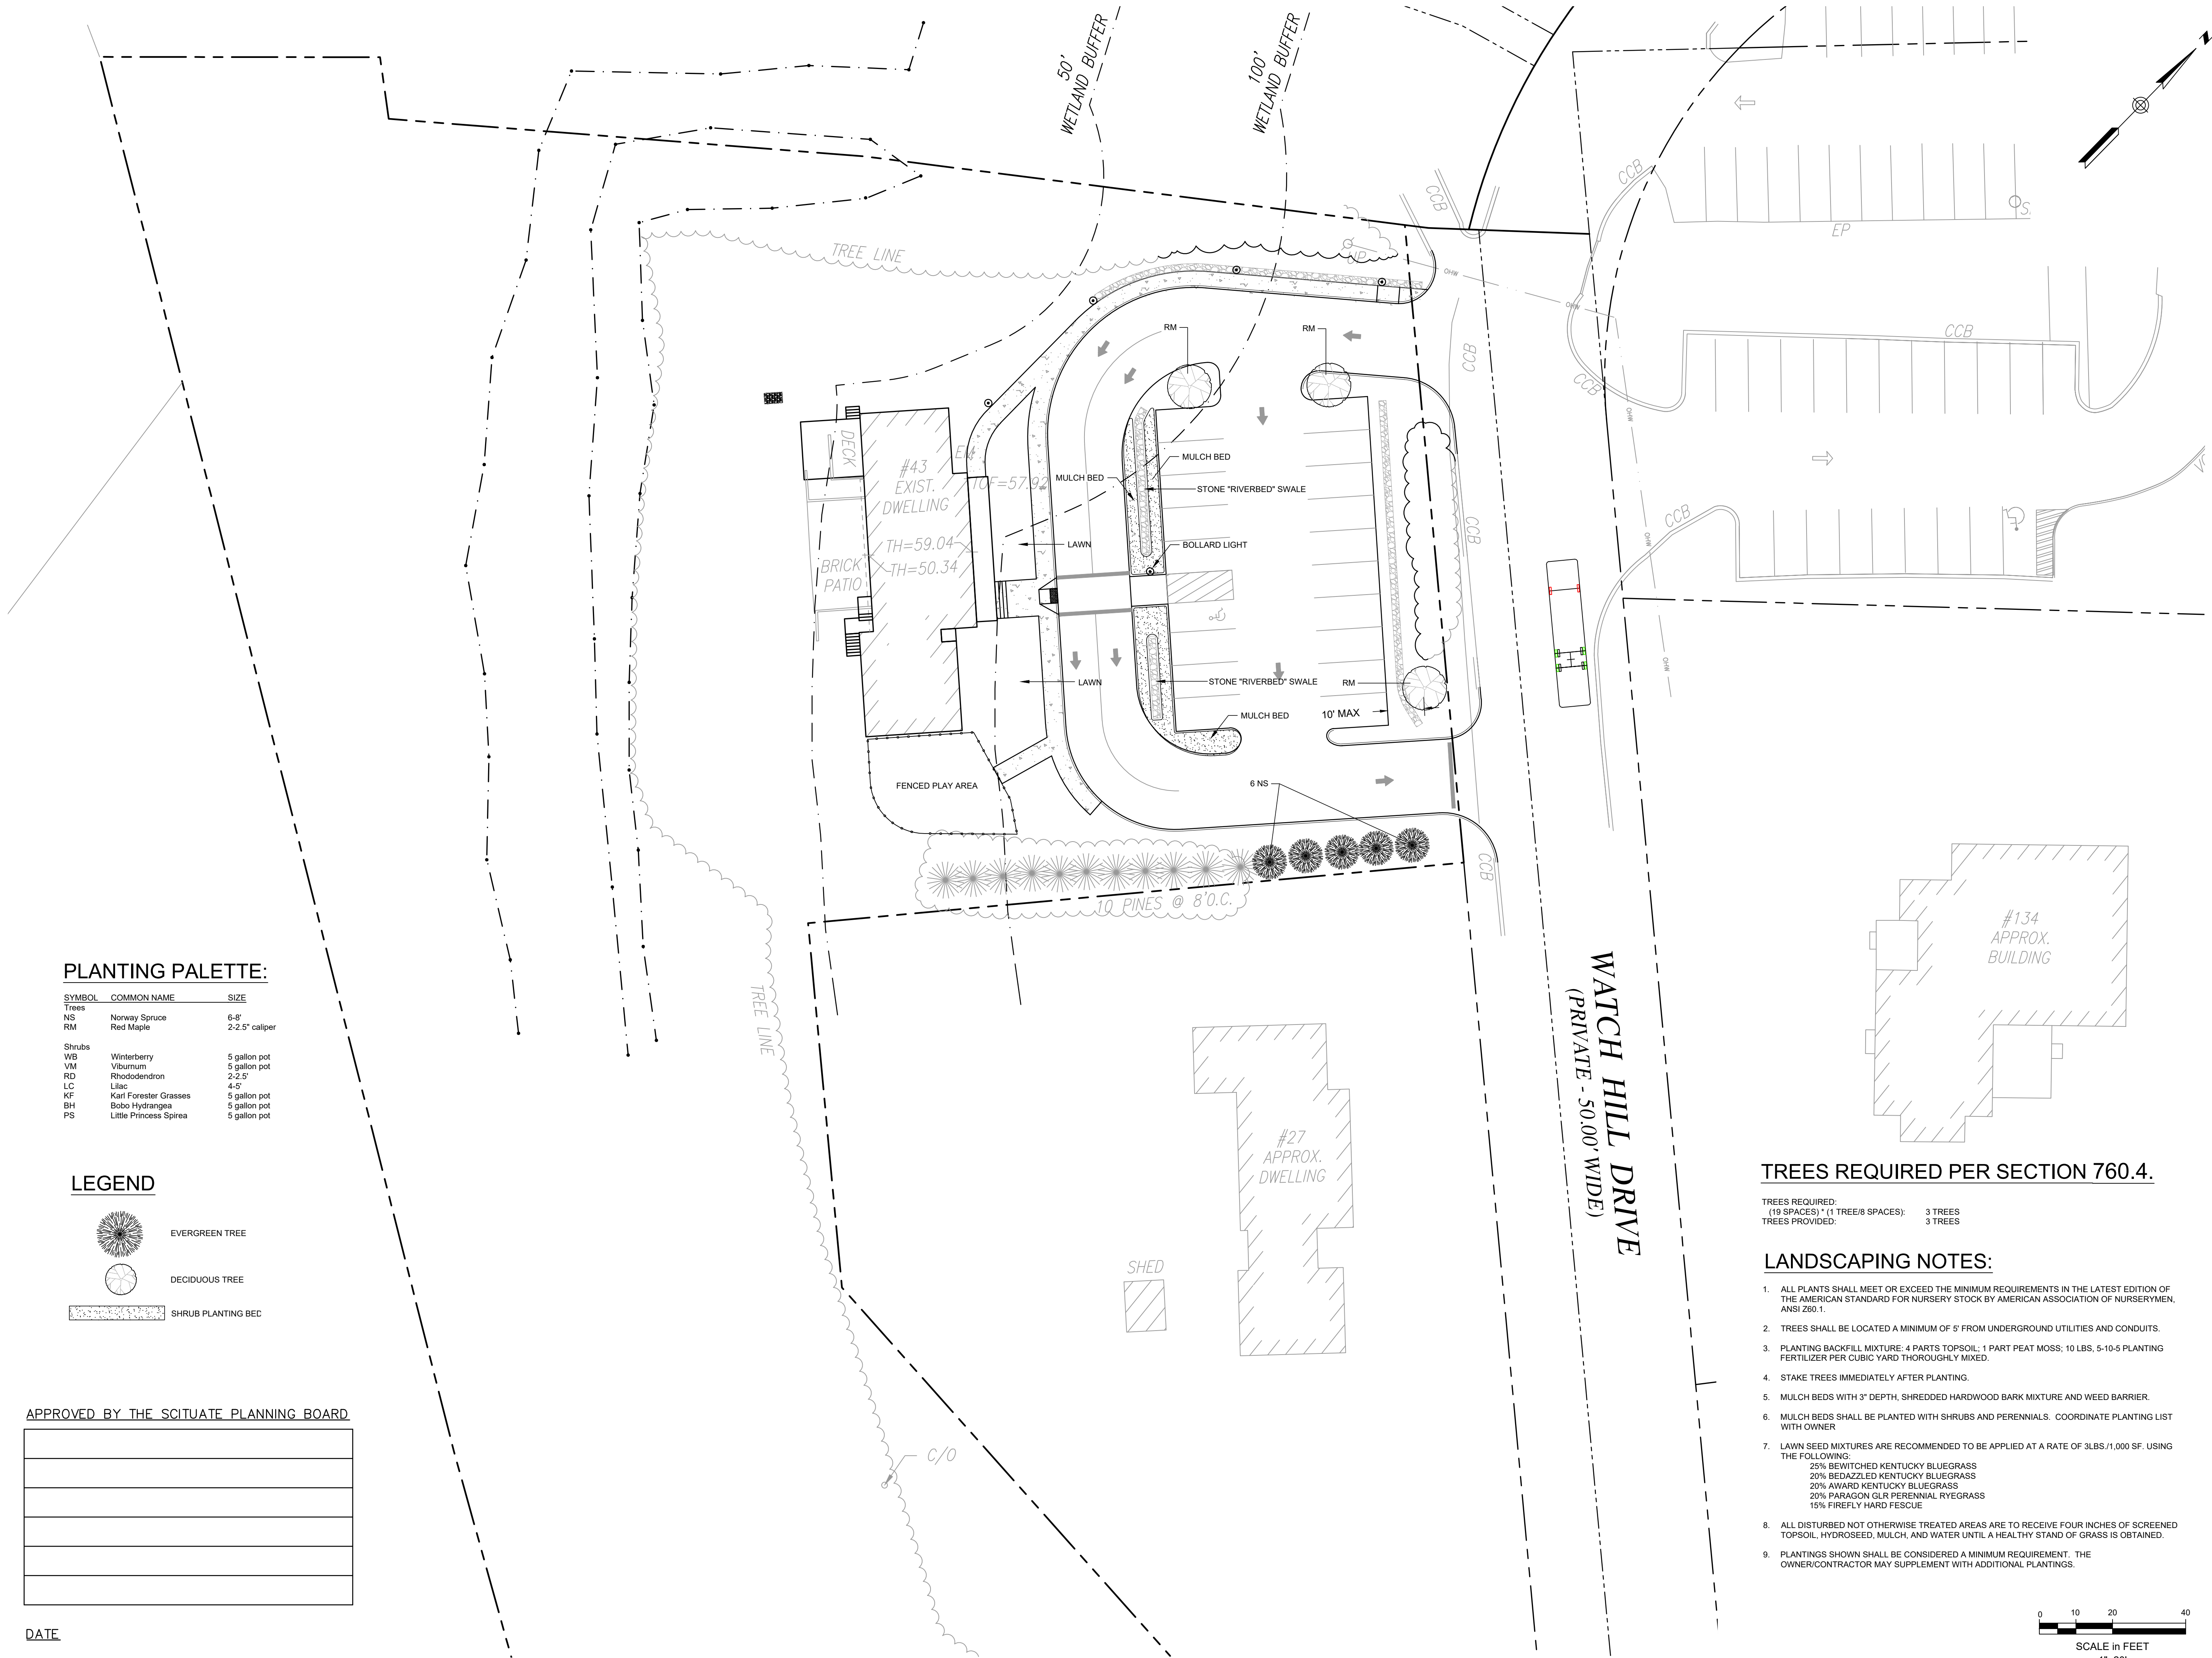 50'
WETLAND BUFFER
100'
WETLAND BUFFER
CCB
CCB
EP
TREE LINE
UP
OHW
OHW
CCB
CCB
CCB
OHW
RM
RM
DECK
#43
EXIST.
DWELLING
TOF=57.92
MULCH BED
MULCH BED
STONE "RIVERBED" SWALE
CCB
CCB
OHW
TH=59.04
TH=50.34
LAWN
BOLLARD LIGHT
BRICK
PATIO
OHW
LAWN
STONE "RIVERBED" SWALE
RM
MULCH BED
10' MAX
FENCED PLAY AREA
6 NS
CCB
10 PINES @ 8'O.C.
#134
APPROX.
BUILDING
WATCH HILL DRIVE
(PRIVATE - 50.00' WIDE)
TREE LINE
#27
APPROX.
DWELLING
SHED
C/O
PLANTING PALETTE:
SYMBOL COMMON NAME SIZE
Trees
NS Norway Spruce 6-8'
RM Red Maple 2-2.5" caliper
Shrubs
WB Winterberry 5 gallon pot
VM Viburnum 5 gallon pot
RD Rhododendron 2-2.5'
LC Lilac 4-5'
KF Karl Forester Grasses 5 gallon pot
BH Bobo Hydrangea 5 gallon pot
PS Little Princess Spirea 5 gallon pot
LEGEND
EVERGREEN TREE
DECIDUOUS TREE
SHRUB PLANTING BED
APPROVED BY THE SCITUATE PLANNING BOARD
DATE
TREES REQUIRED PER SECTION 760.4.
TREES REQUIRED:
(19 SPACES) * (1 TREE/8 SPACES): 3 TREES
TREES PROVIDED: 3 TREES
LANDSCAPING NOTES:
1. ALL PLANTS SHALL MEET OR EXCEED THE MINIMUM REQUIREMENTS IN THE LATEST EDITION OF
THE AMERICAN STANDARD FOR NURSERY STOCK BY AMERICAN ASSOCIATION OF NURSERYMEN,
ANSI Z60.1.
2. TREES SHALL BE LOCATED A MINIMUM OF 5' FROM UNDERGROUND UTILITIES AND CONDUITS.
3. PLANTING BACKFILL MIXTURE: 4 PARTS TOPSOIL; 1 PART PEAT MOSS; 10 LBS, 5-10-5 PLANTING
FERTILIZER PER CUBIC YARD THOROUGHLY MIXED.
4. STAKE TREES IMMEDIATELY AFTER PLANTING.
5. MULCH BEDS WITH 3" DEPTH, SHREDDED HARDWOOD BARK MIXTURE AND WEED BARRIER.
6. MULCH BEDS SHALL BE PLANTED WITH SHRUBS AND PERENNIALS. COORDINATE PLANTING LIST
WITH OWNER
7. LAWN SEED MIXTURES ARE RECOMMENDED TO BE APPLIED AT A RATE OF 3LBS./1,000 SF. USING
THE FOLLOWING:
25% BEWITCHED KENTUCKY BLUEGRASS
20% BEDAZZLED KENTUCKY BLUEGRASS
20% AWARD KENTUCKY BLUEGRASS
20% PARAGON GLR PERENNIAL RYEGRASS
15% FIREFLY HARD FESCUE
8. ALL DISTURBED NOT OTHERWISE TREATED AREAS ARE TO RECEIVE FOUR INCHES OF SCREENED
TOPSOIL, HYDROSEED, MULCH, AND WATER UNTIL A HEALTHY STAND OF GRASS IS OBTAINED.
9. PLANTINGS SHOWN SHALL BE CONSIDERED A MINIMUM REQUIREMENT. THE
OWNER/CONTRACTOR MAY SUPPLEMENT WITH ADDITIONAL PLANTINGS.
0 10 20 40
SCALE in FEET